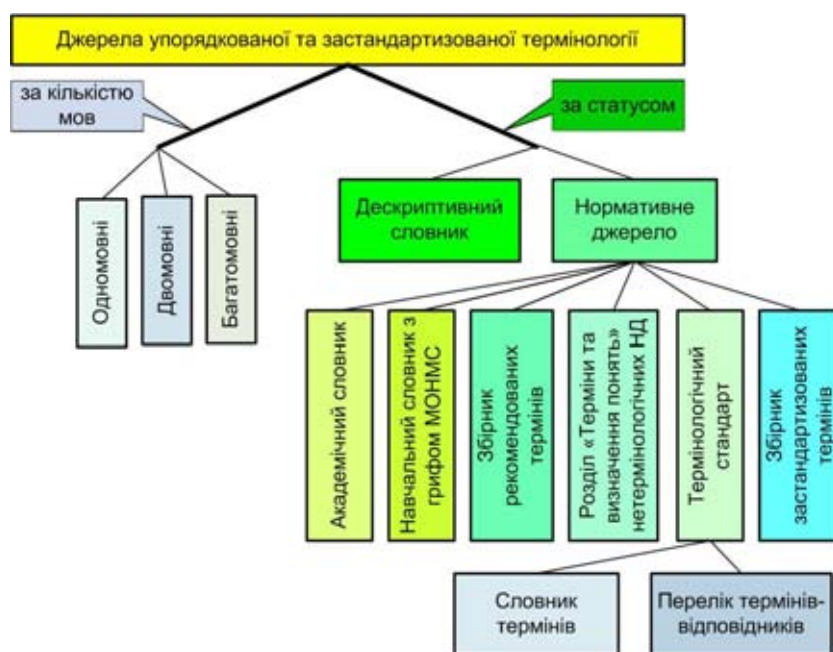 Джерела упорядкованої та застандартизованої термінології
за кількістю
мов
за статусом
Одномовні
Двомовні
Багатомовні
Дескриптивний
словник
Нормативне
джерело
Академічний словник
Навчальний словник з
грифом МОНМС
Збірник
рекомендованих
термінів
Розділ «Терміни та
визначення понять»
нетермінологічних НД
Термінологічний
стандарт
Збірник
застандартизованих
термінів
Словник
термінів
Перелік термінів-
відповідників